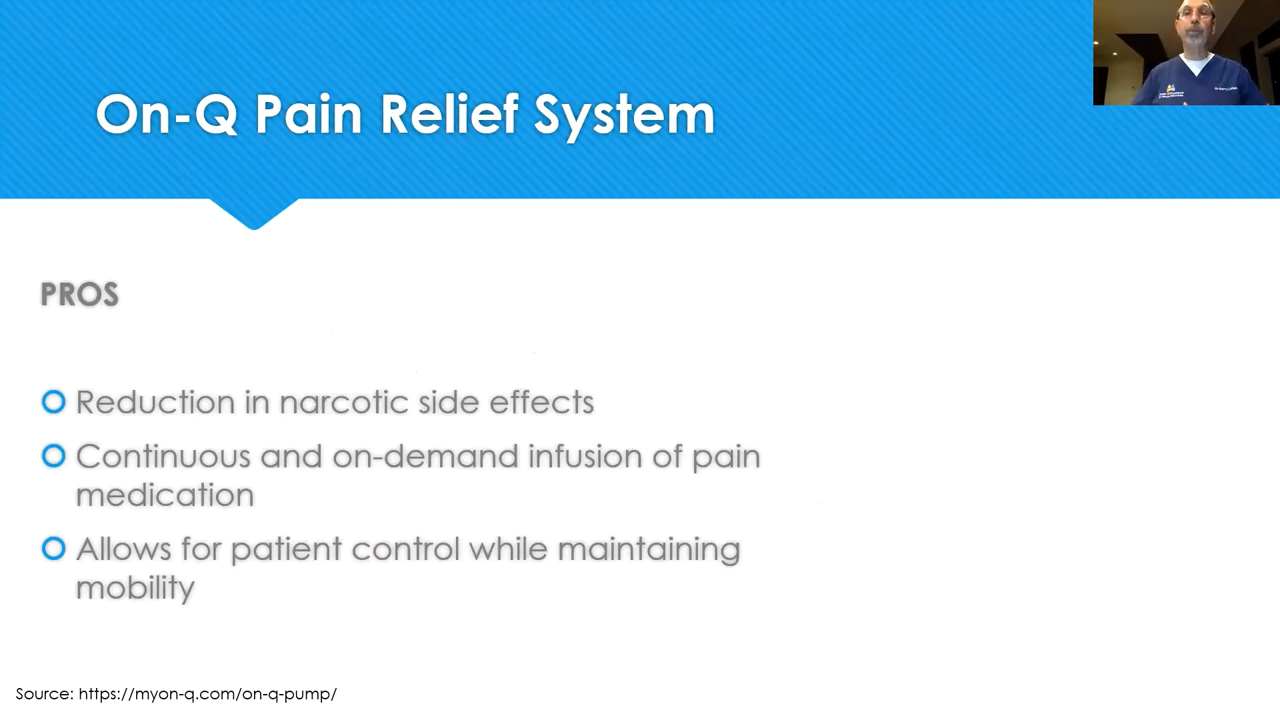 On-Q Pain Relief System
PROS
Reduction in narcotic side effects
Continuous and on-demand infusion of pain
medication
Allows for patient control while maintaining
mobility
Source: https://myon-q.com/on-q-pump/